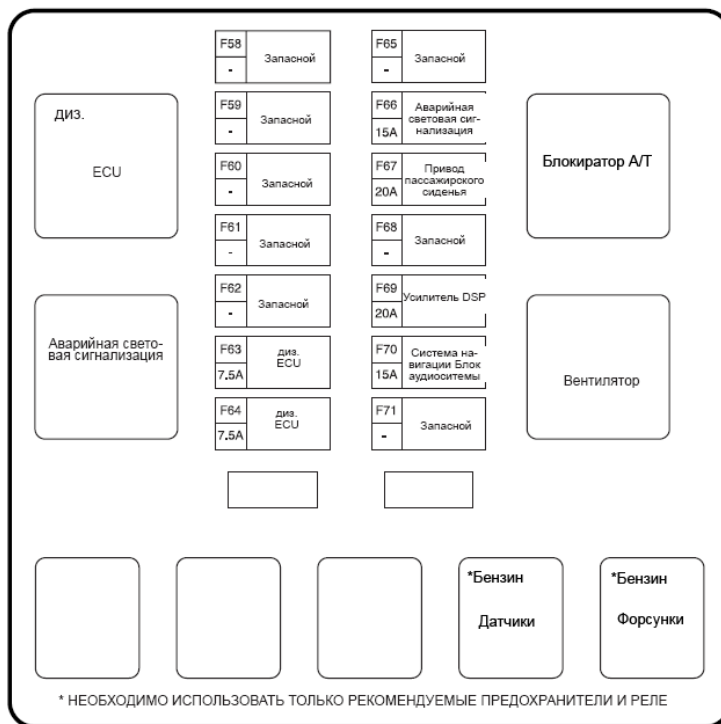 диз.
ECU
Аварийная свето-
вая сигнализация
F58
-
Запасной
F59
-
Запасной
F60
-
Запасной
F61
-
Запасной
F62
-
Запасной
F63
7.5A
диз.
ECU
F64
7.5A
диз.
ECU
F65
-
Запасной
F66
15A
Аварийная
световая сиг-
нализация
F67
20A
Привод
пассажирского
сиденья
F68
-
Запасной
F69
20A
Усилитель DSP
F70
15A
Система на-
вигации Блок
аудиоситемы
F71
-
Запасной
Блокиратор А/Т
Вентилятор
*Бензин
Датчики
*Бензин
Форсунки
* НЕОБХОДИМО ИСПОЛЬЗОВАТЬ ТОЛЬКО РЕКОМЕНДУЕМЫЕ ПРЕДОХРАНИТЕЛИ И РЕЛЕ